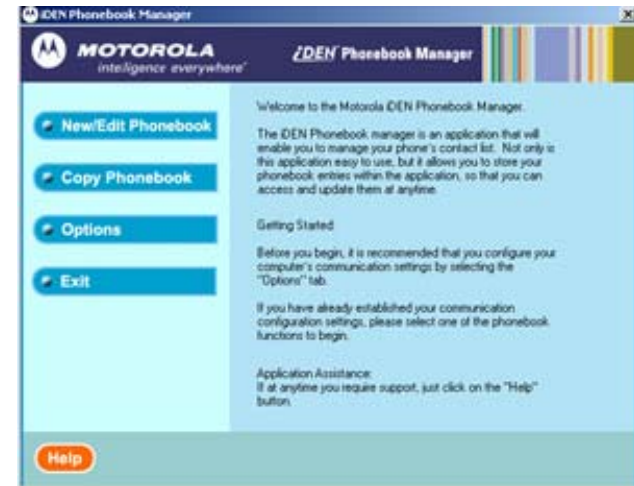 iDEN Phonebook Manager
MOTOROLA
intelligence everywhere
iDEN Phonebook Manager
New/Edit Phonebook
Copy Phonebook
Options
Exit
Welcome to the Motorola iDEN Phonebook Manager.
The iDEN Phonebook manager is an application that will
enable you to manage your phone's contact list. Not only is
this application easy to use, but it allows you to store your
phonebook entries within the application, so that you can
access and update them at anytime.
Getting Started
Before you begin, it is recommended that you configure your
computer's communication settings by selecting the
"Options" tab.
If you have already established your communication
configuration settings, please select one of the phonebook
functions to begin.
Application Assistance:
If at anytime you require support, just click on the "Help"
button.
Help